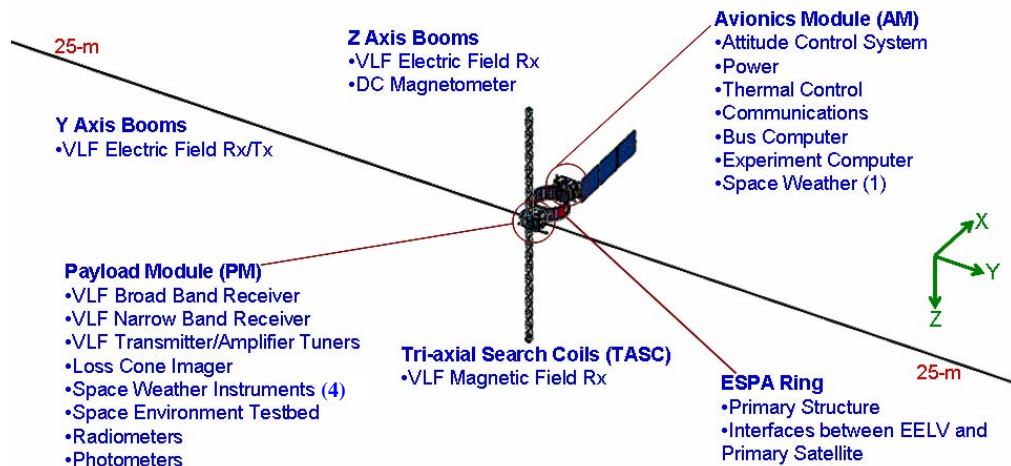 25-m
Z Axis Booms
•VLF Electric Field Rx
•DC Magnetometer
Avionics Module (AM)
•Attitude Control System
•Power
•Thermal Control
•Communications
•Bus Computer
•Experiment Computer
•Space Weather (1)
Y Axis Booms
•VLF Electric Field Rx/Tx
X
Y
Z
Payload Module (PM)
•VLF Broad Band Receiver
•VLF Narrow Band Receiver
•VLF Transmitter/Amplifier Tuners
•Loss Cone Imager
•Space Weather Instruments (4)
•Space Environment Testbed
•Radiometers
•Photometers
Tri-axial Search Coils (TASC)
•VLF Magnetic Field Rx
25-m
ESPA Ring
•Primary Structure
•Interfaces between EELV and
Primary Satellite